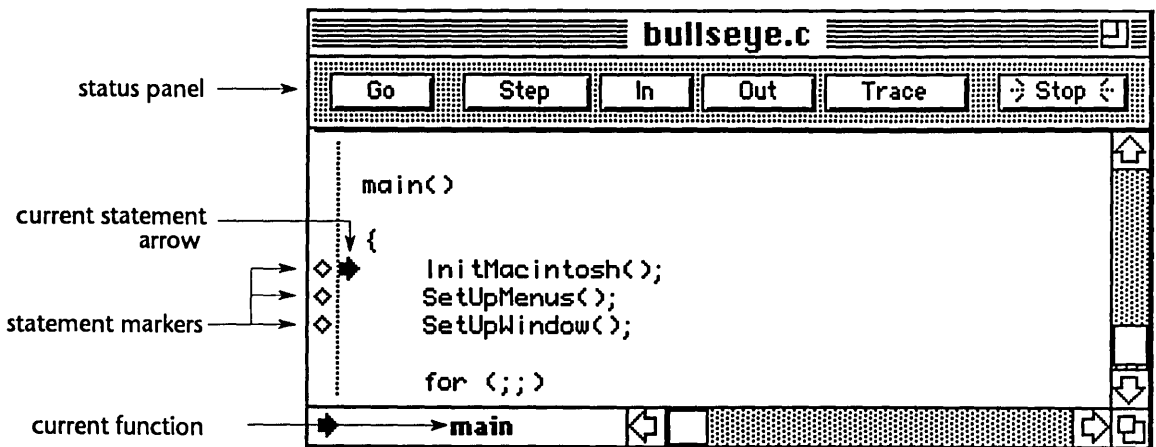 bullseye.c
status panel
Go Step In Out Trace Stop
main()
current statement
arrow
{
InitMacintosh();
SetUpMenus();
statement markers
SetUpWindow();
for (;;)
current function
main